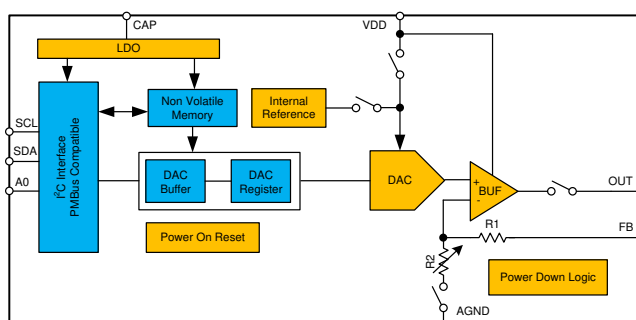 CAP
VDD
LDO
SCL
SDA
A0
I²C Interface
PMBus Compatible
Non Volatile
Memory
Internal
Reference
DAC
Buffer
DAC
Register
DAC
+
BUF
-
OUT
R1
FB
R2
Power On Reset
Power Down Logic
AGND